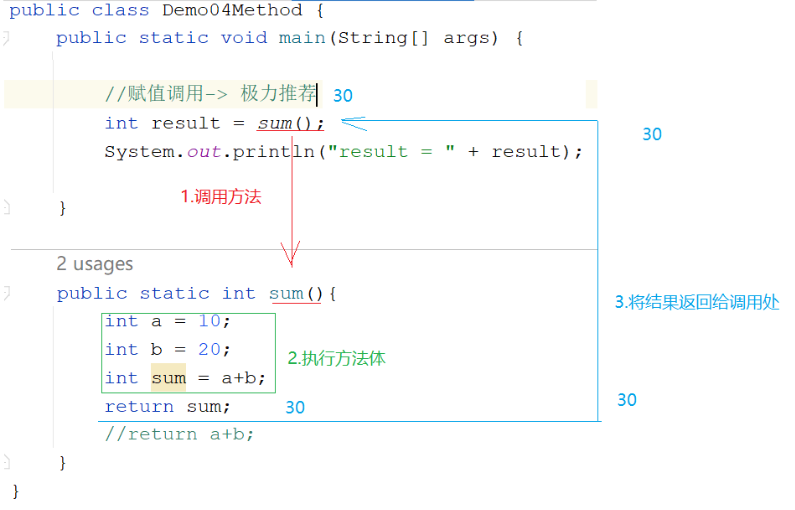 public class Demo04Method {
public static void main(String[] args) {
//赋值调用-> 极力推荐 30
int result = sum();
30
System.out.println("result = " + result);
1.调用方法
}
2 usages
public static int sum(){
3.将结果返回给调用处
int a = 10;
int b = 20;
2.执行方法体
int sum = a+b;
return sum; 30
30
//return a+b;
}
}